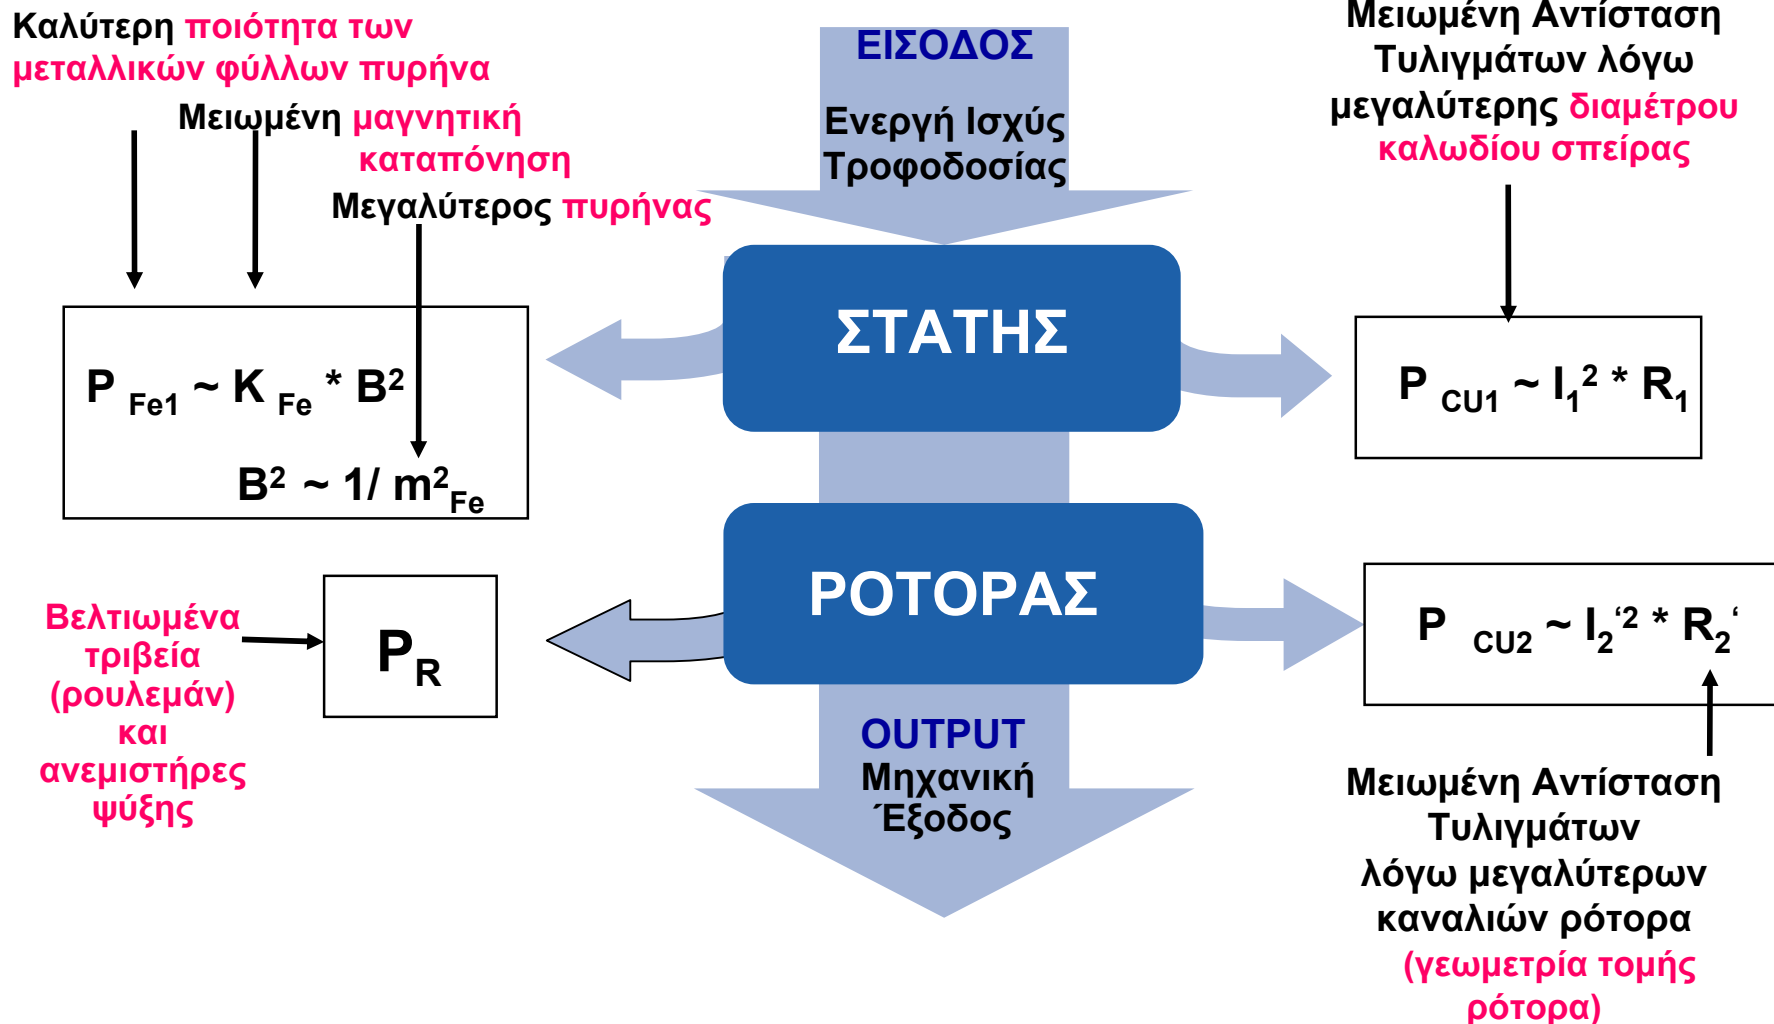 Καλύτερη ποιότητα των
μεταλλικών φύλλων πυρήνα
Μειωμένη μαγνητική
καταπόνηση
Μεγαλύτερος πυρήνας
ΕΙΣΟΔΟΣ
Ενεργή Ισχύς
Τροφοδοσίας
Μειωμένη Αντίσταση
Τυλιγμάτων λόγω
μεγαλύτερης διαμέτρου
καλωδίου σπείρας
ΣΤΑΤΗΣ
P Fe1 ~ K Fe * B²
B² ~ 1/ m²Fe
P CU1 ~ I₁² * R₁
ΡΟΤΟΡΑΣ
Βελτιωμένα
τριβεία
(ρουλεμάν)
και
ανεμιστήρες
ψύξης
PR
P CU2 ~ I₂‘² * R₂‘
OUTPUT
Μηχανική
Έξοδος
Μειωμένη Αντίσταση
Τυλιγμάτων
λόγω μεγαλύτερων
καναλιών ρότορα
(γεωμετρία τομής
ρότορα)